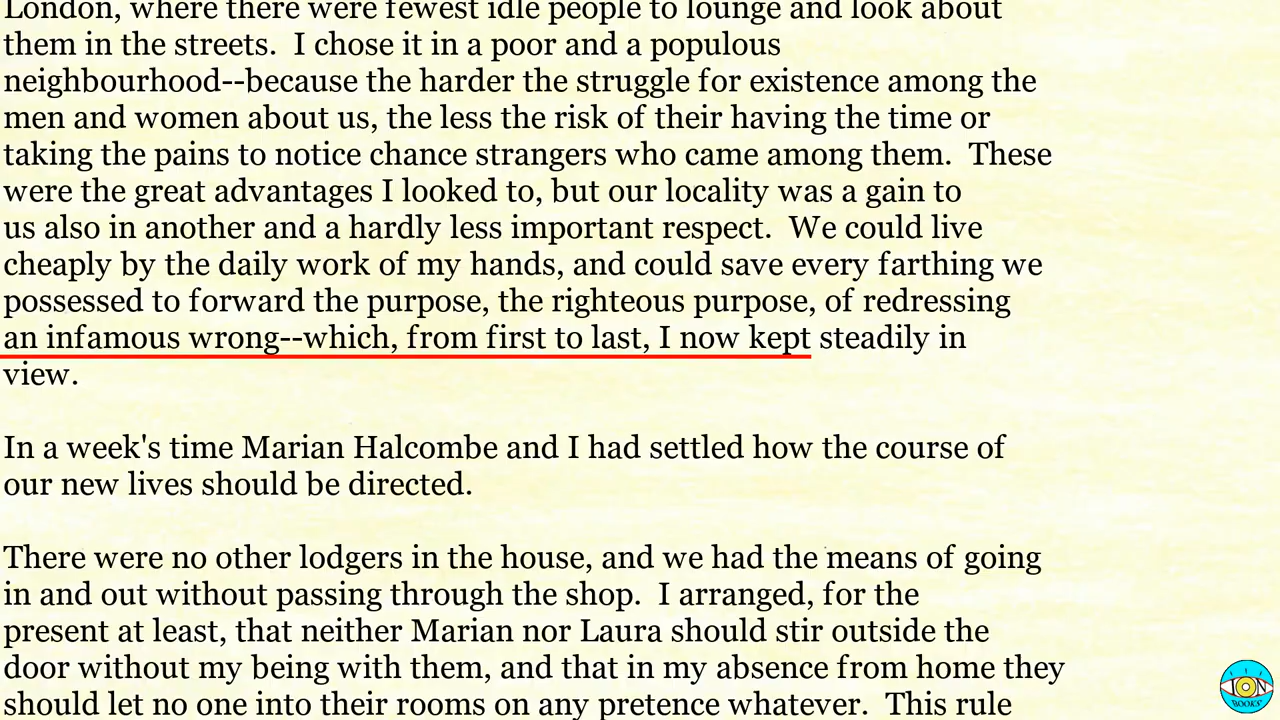 London, where there were fewest idle people to lounge and look about
them in the streets.  I chose it in a poor and a populous
neighbourhood--because the harder the struggle for existence among the
men and women about us, the less the risk of their having the time or
taking the pains to notice chance strangers who came among them.  These
were the great advantages I looked to, but our locality was a gain to
us also in another and a hardly less important respect.  We could live
cheaply by the daily work of my hands, and could save every farthing we
possessed to forward the purpose, the righteous purpose, of redressing
an infamous wrong--which, from first to last, I now kept steadily in
view.
In a week's time Marian Halcombe and I had settled how the course of
our new lives should be directed.
There were no other lodgers in the house, and we had the means of going
in and out without passing through the shop.  I arranged, for the
present at least, that neither Marian nor Laura should stir outside the
door without my being with them, and that in my absence from home they
should let no one into their rooms on any pretence whatever.  This rule
ION
BOOKS